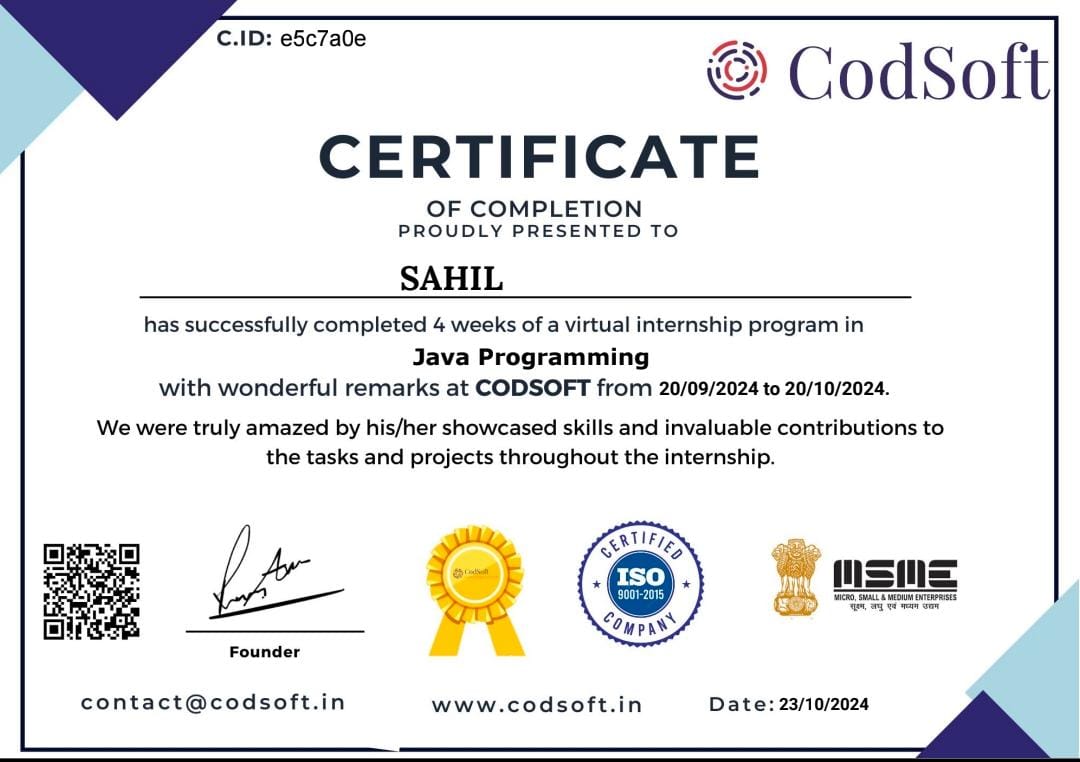 C.ID: e5c7a0e
CodSoft
CERTIFICATE
OF COMPLETION
PROUDLY PRESENTED TO
SAHIL
has successfully completed 4 weeks of a virtual internship program in
Java Programming
with wonderful remarks at CODSOFT from 20/09/2024 to 20/10/2024.
We were truly amazed by his/her showcased skills and invaluable contributions to
the tasks and projects throughout the internship.
Founder
CodSoft
CERTIFIED
ISO
9001-2015
COMPANY
MSME
MICRO, SMALL & MEDIUM ENTERPRISES
सूक्ष्म, लघु एवं मध्यम उद्यम
contact@codsoft.in
www.codsoft.in
Date: 23/10/2024